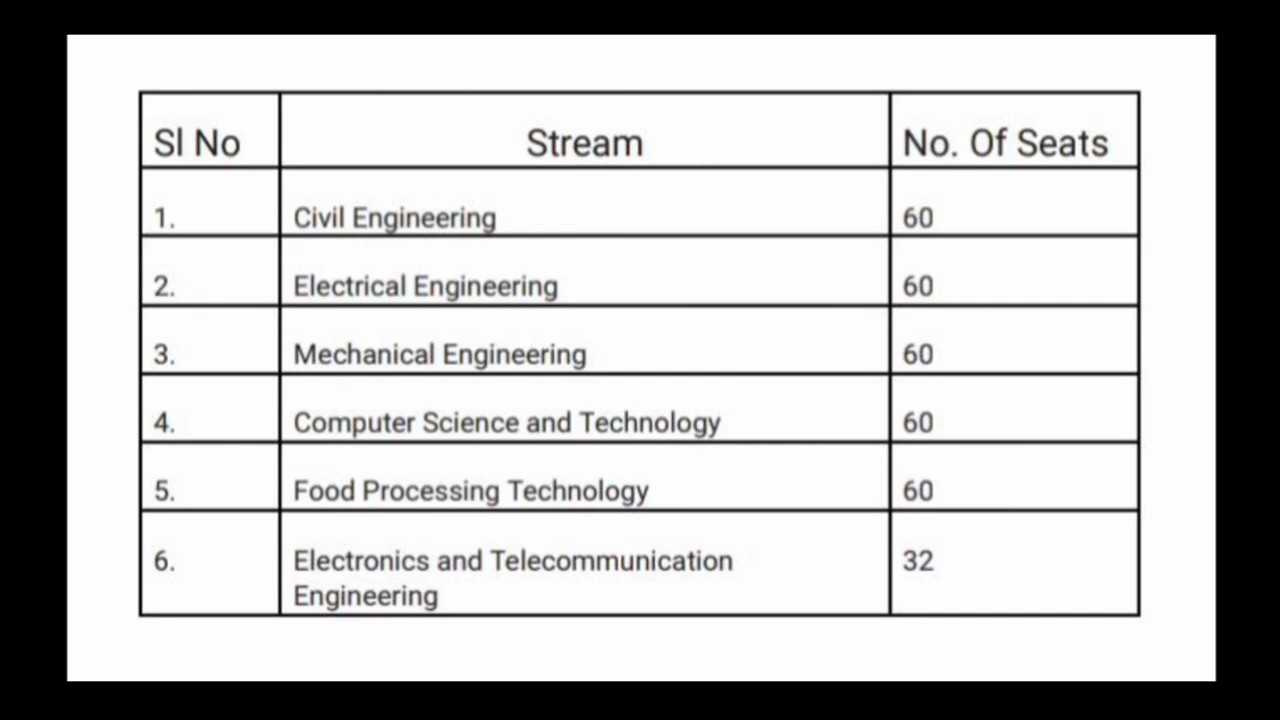 Sl No Stream No. Of Seats
1. Civil Engineering 60
2. Electrical Engineering 60
3. Mechanical Engineering 60
4. Computer Science and Technology 60
5. Food Processing Technology 60
6. Electronics and Telecommunication 32
Engineering